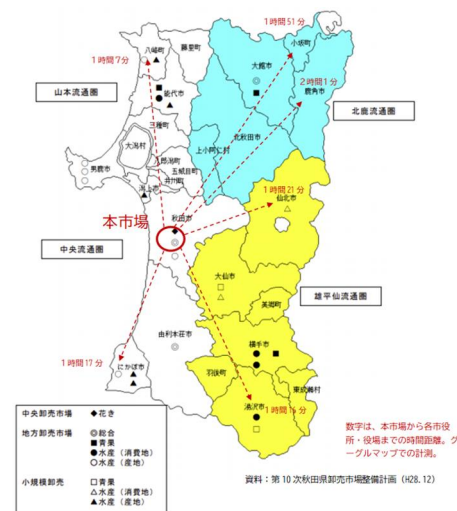 1時間51分
1時間7分
八峰町
藤里町
小坂町
大館市
2時間1分
鹿角市
能代市
山本流通圏
北鹿流通圏
三種町
北秋田市
上小阿仁村
大潟村
八郎潟町
五城目町
井川町
男鹿市
潟上市
1時間21分
仙北市
本市場
秋田市
中央流通圏
大仙市
雄平仙流通圏
美郷町
由利本荘市
横手市
1時間17分
にかほ市
羽後町
東成瀬村
湯沢市
中央卸売市場 ◆花き
地方卸売市場 ◎総合
■青果
●水産(消費地)
○水産(産地)
小規模卸売 □青果
△水産(消費地)
▲水産(産地)
数字は、本市場から各市役
所・役場までの時間距離。グ
ーグルマップでの計測。
資料:第10次秋田県卸売市場整備計画(H28.12)